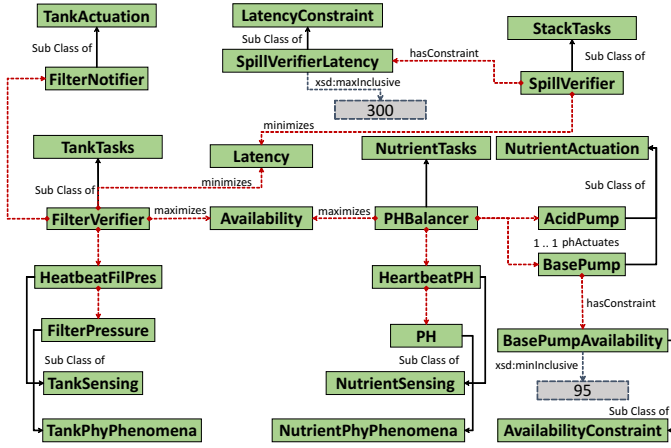 TankActuation
LatencyConstraint
StackTasks
Sub Class of
Sub Class of
Sub Class of
FilterNotifier
SpillVerifierLatency
hasConstraint
SpillVerifier
xsd:maxInclusive
300
minimizes
TankTasks
Latency
NutrientTasks
NutrientActuation
Sub Class of
minimizes
Sub Class of
FilterVerifier
maximizes
Availability
maximizes
PHBalancer
AcidPump
1 .. 1 phActuates
BasePump
HeatbeatFilPres
HeartbeatPH
hasConstraint
FilterPressure
PH
BasePumpAvailability
Sub Class of
Sub Class of
xsd:minInclusive
TankSensing
NutrientSensing
95
Sub Class of
TankPhyPhenomena
NutrientPhyPhenomena
AvailabilityConstraint